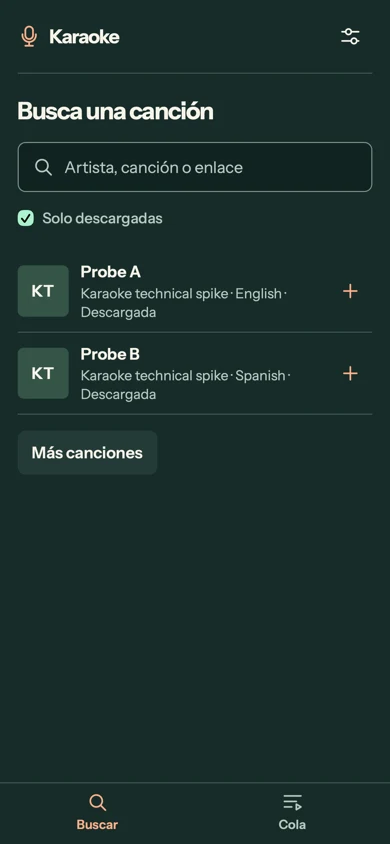 Karaoke
Busca una canción
Artista, canción o enlace
Solo descargadas
KT
Probe A
Karaoke technical spike · English ·
Descargada
KT
Probe B
Karaoke technical spike · Spanish ·
Descargada
Más canciones
Buscar
Cola